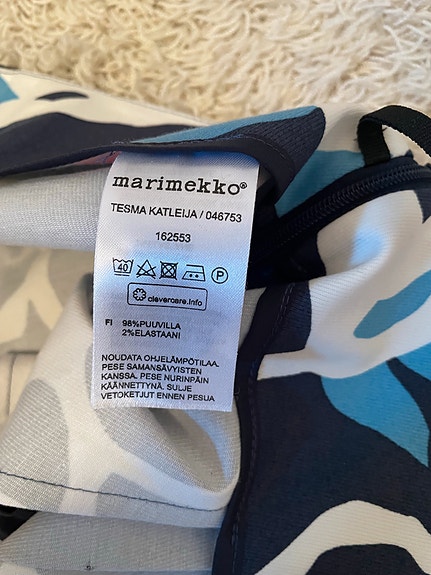 marimekko®
TESMA KATLEIJA / 046753
162553
40 P
clevercare.info
FI 98%PUUVILLA
2%ELASTAANI
NOUDATA OHJELÄMPÖTILAA.
PESE SAMANSÄVYISTEN
KANSSA. PESE NURINPÄIN
KÄÄNNETTYNÄ. SULJE
VETOKETJUT ENNEN PESUA